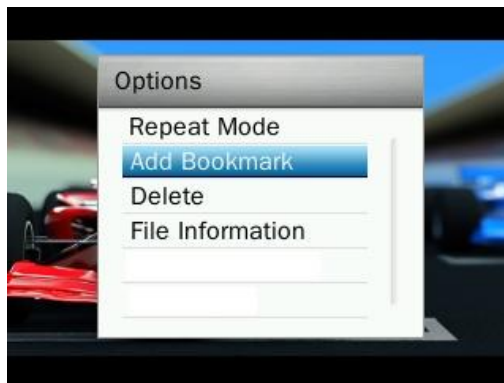 Options
Repeat Mode
Add Bookmark
Delete
File Information